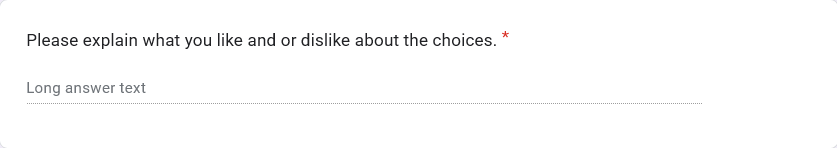 Please explain what you like and or dislike about the choices. *
Long answer text